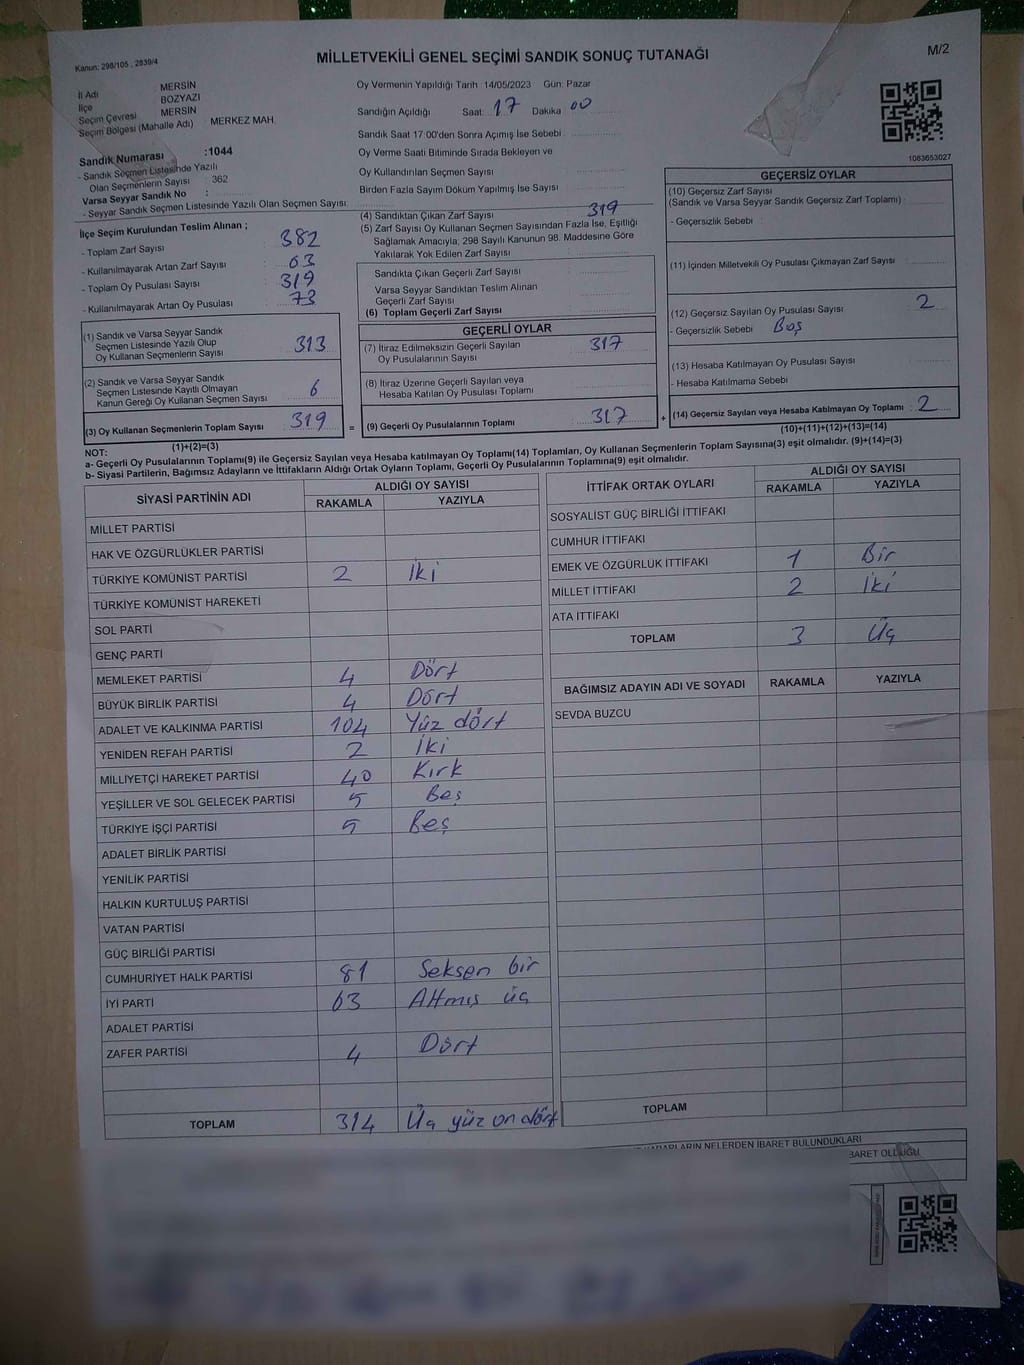 Kanun: 298/105 , 2839/4
MİLLETVEKİLİ GENEL SEÇİMİ SANDIK SONUÇ TUTANAĞI
M/2
İl Adı MERSİN
İlçe BOZYAZI
Seçim Çevresi MERSİN
Seçim Bölgesi (Mahalle Adı) MERKEZ MAH.
Sandık Numarası :1044
- Sandık Seçmen Listesinde Yazılı
Olan Seçmenlerin Sayısı : 362
Varsa Seyyar Sandık No :
- Seyyar Sandık Seçmen Listesinde Yazılı Olan Seçmen Sayısı
Oy Vermenin Yapıldığı Tarih 14/05/2023 Gün: Pazar
Sandığın Açıldığı Saat: 17 Dakika 00
Sandık Saat 17 00'den Sonra Açımış İse Sebebi
Oy Verme Saati Bitiminde Sırada Bekleyen ve
Oy Kullandırılan Seçmen Sayısı
Birden Fazla Sayım Döküm Yapılmış İse Sayısı
1083653027
İlçe Seçim Kurulundan Teslim Alınan ;
- Toplam Zarf Sayısı : 382
- Kullanılmayarak Artan Zarf Sayısı : 63
- Toplam Oy Pusulası Sayısı : 319
- Kullanılmayarak Artan Oy Pusulası : 73
(1) Sandık ve Varsa Seyyar Sandık
Seçmen Listesinde Yazılı Olup
Oy Kullanan Seçmenlerin Sayısı 313
(2) Sandık ve Varsa Seyyar Sandık
Seçmen Listesinde Kayıtlı Olmayan
Kanun Gereği Oy Kullanan Seçmen Sayısı 6
(3) Oy Kullanan Seçmenlerin Toplam Sayısı 319 =
(1)+(2)=(3)
(4) Sandıktan Çıkan Zarf Sayısı 319
(5) Zarf Sayısı Oy Kullanan Seçmen Sayısından Fazla İse, Eşitliği
Sağlamak Amacıyla; 298 Sayılı Kanunun 98. Maddesine Göre
Yakılarak Yok Edilen Zarf Sayısı
Sandıkta Çıkan Geçerli Zarf Sayısı
Varsa Seyyar Sandıktan Teslim Alınan
Geçerli Zarf Sayısı
(6) Toplam Geçerli Zarf Sayısı
GEÇERLİ OYLAR
(7) İtiraz Edilmeksizin Geçerli Sayılan
Oy Pusulalarının Sayısı 317
(8) İtiraz Üzerine Geçerli Sayılan veya
Hesaba Katılan Oy Pusulası Toplamı
(9) Geçerli Oy Pusulalarının Toplamı 317 +
GEÇERSİZ OYLAR
(10) Geçersiz Zarf Sayısı
(Sandık ve Varsa Seyyar Sandık Geçersiz Zarf Toplamı) :
- Geçersizlik Sebebi :
(11) İçinden Milletvekili Oy Pusulası Çıkmayan Zarf Sayısı
(12) Geçersiz Sayılan Oy Pusulası Sayısı 2
- Geçersizlik Sebebi Boş
(13) Hesaba Katılmayan Oy Pusulası Sayısı
- Hesaba Katılmama Sebebi
(14) Geçersiz Sayılan veya Hesaba Katılmayan Oy Toplamı : 2
(10)+(11)+(12)+(13)=(14)
NOT:
a- Geçerli Oy Pusulalarının Toplamı(9) ile Geçersiz Sayılan veya Hesaba katılmayan Oy Toplamı(14) Toplamları, Oy Kullanan Seçmenlerin Toplam Sayısına(3) eşit olmalıdır. (9)+(14)=(3)
b- Siyasi Partilerin, Bağımsız Adayların ve İttifakların Aldığı Ortak Oyların Toplamı, Geçerli Oy Pusulalarının Toplamına(9) eşit olmalıdır.
SİYASİ PARTİNİN ADI ALDIĞI OY SAYISI
RAKAMLA YAZIYLA
MİLLET PARTİSİ
HAK VE ÖZGÜRLÜKLER PARTİSİ
TÜRKİYE KOMÜNİST PARTİSİ 2 İki
TÜRKİYE KOMÜNİST HAREKETİ
SOL PARTİ
GENÇ PARTİ
MEMLEKET PARTİSİ 4 Dört
BÜYÜK BİRLİK PARTİSİ 4 Dört
ADALET VE KALKINMA PARTİSİ 104 Yüz dört
YENİDEN REFAH PARTİSİ 2 İki
MİLLİYETÇİ HAREKET PARTİSİ 40 Kırk
YEŞİLLER VE SOL GELECEK PARTİSİ 5 Beş
TÜRKİYE İŞÇİ PARTİSİ 5 Beş
ADALET BİRLİK PARTİSİ
YENİLİK PARTİSİ
HALKIN KURTULUŞ PARTİSİ
VATAN PARTİSİ
GÜÇ BİRLİĞİ PARTİSİ
CUMHURİYET HALK PARTİSİ 81 Seksen bir
İYİ PARTİ 63 Altmış üç
ADALET PARTİSİ
ZAFER PARTİSİ 4 Dört
TOPLAM 314 Üç yüz on dört
İTTİFAK ORTAK OYLARI ALDIĞI OY SAYISI
RAKAMLA YAZIYLA
SOSYALİST GÜÇ BİRLİĞİ İTTİFAKI
CUMHUR İTTİFAKI
EMEK VE ÖZGÜRLÜK İTTİFAKI 1 Bir
MİLLET İTTİFAKI 2 İki
ATA İTTİFAKI
TOPLAM 3 Üç
BAĞIMSIZ ADAYIN ADI VE SOYADI RAKAMLA YAZIYLA
SEVDA BUZCU
TOPLAM
NELERDEN İBARET BULUNDUKLARI
BARET OLDUĞU